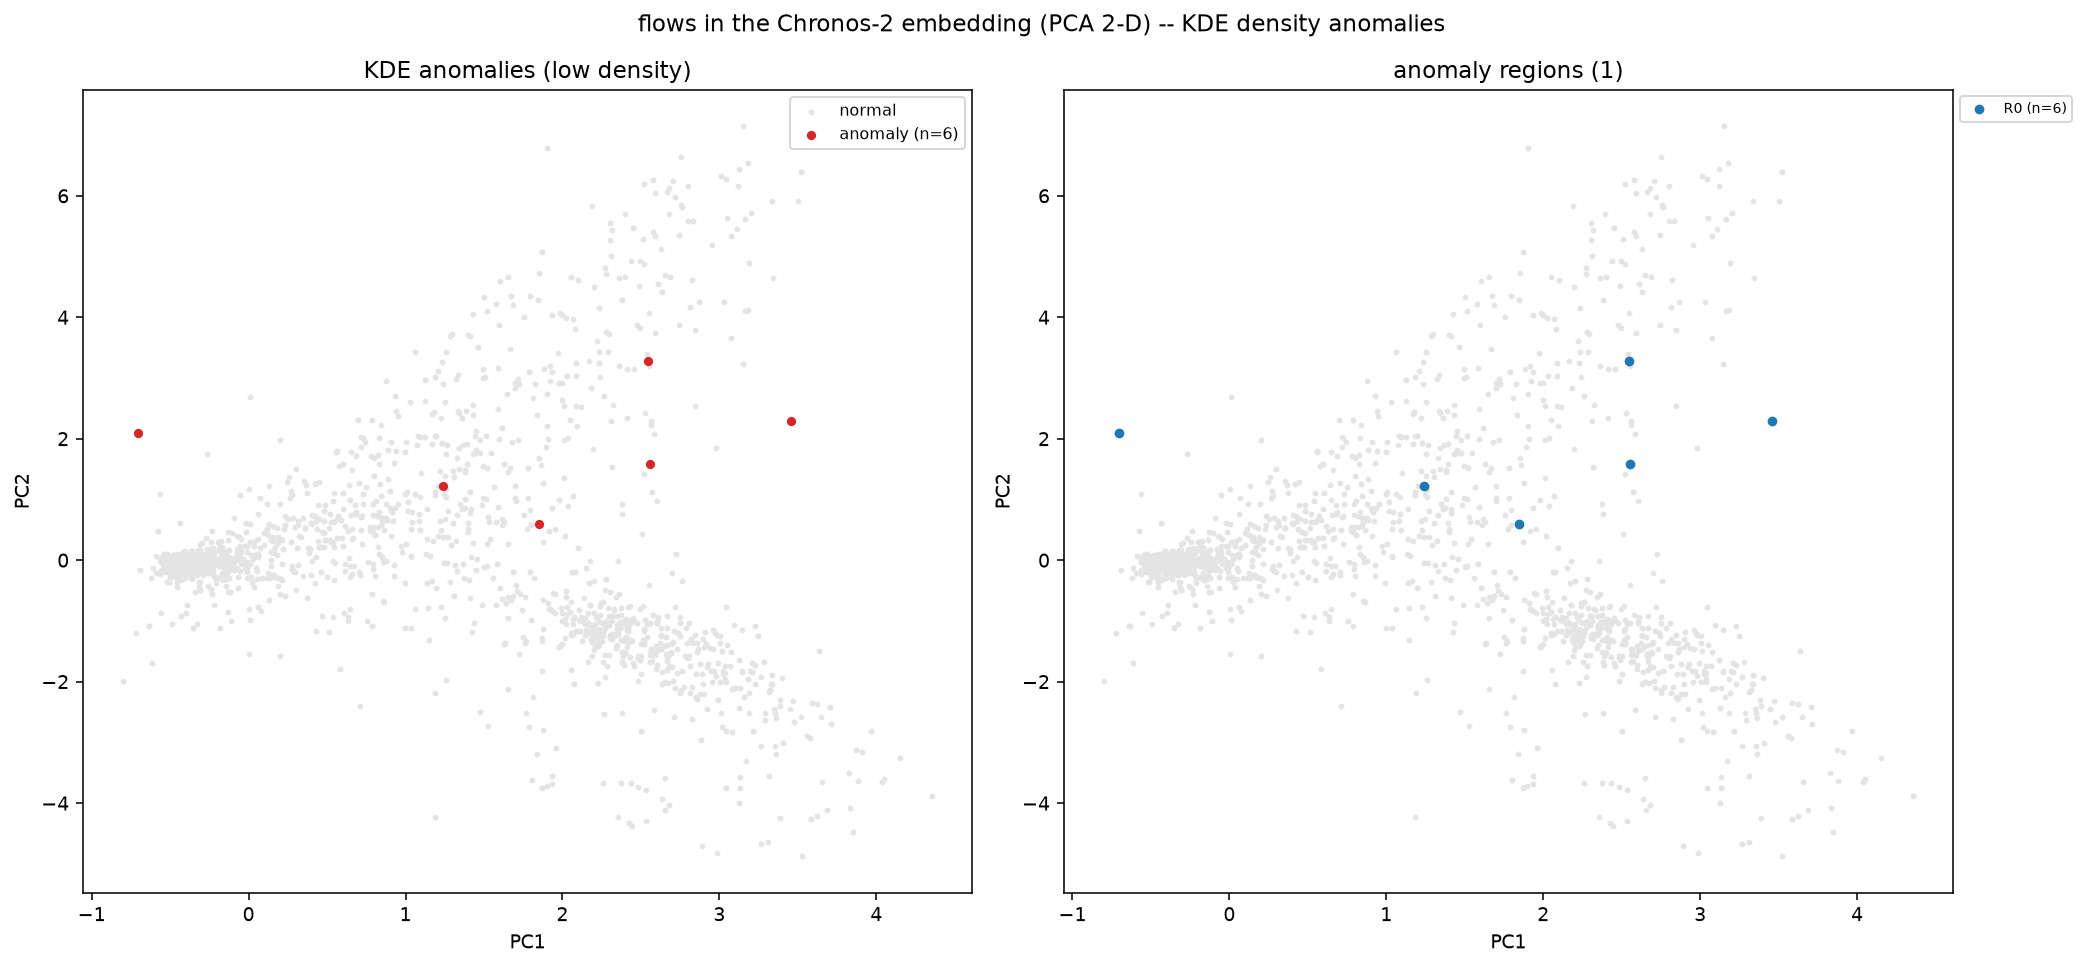 flows in the Chronos-2 embedding (PCA 2-D) -- KDE density anomalies
KDE anomalies (low density)
normal
anomaly (n=6)
PC2
6
4
2
0
−2
−4
−1
0
1
2
3
4
PC1
anomaly regions (1)
R0 (n=6)
PC2
6
4
2
0
−2
−4
−1
0
1
2
3
4
PC1